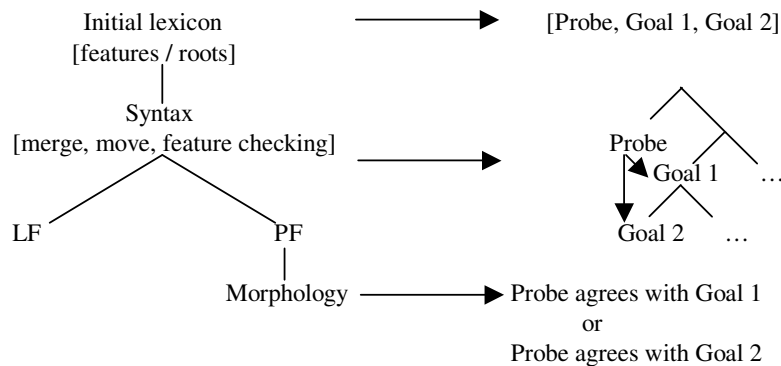 Initial lexicon
[features / roots]
[Probe, Goal 1, Goal 2]
Syntax
[merge, move, feature checking]
Probe
Goal 1
…
LF
PF
Goal 2
…
Morphology
Probe agrees with Goal 1
or
Probe agrees with Goal 2